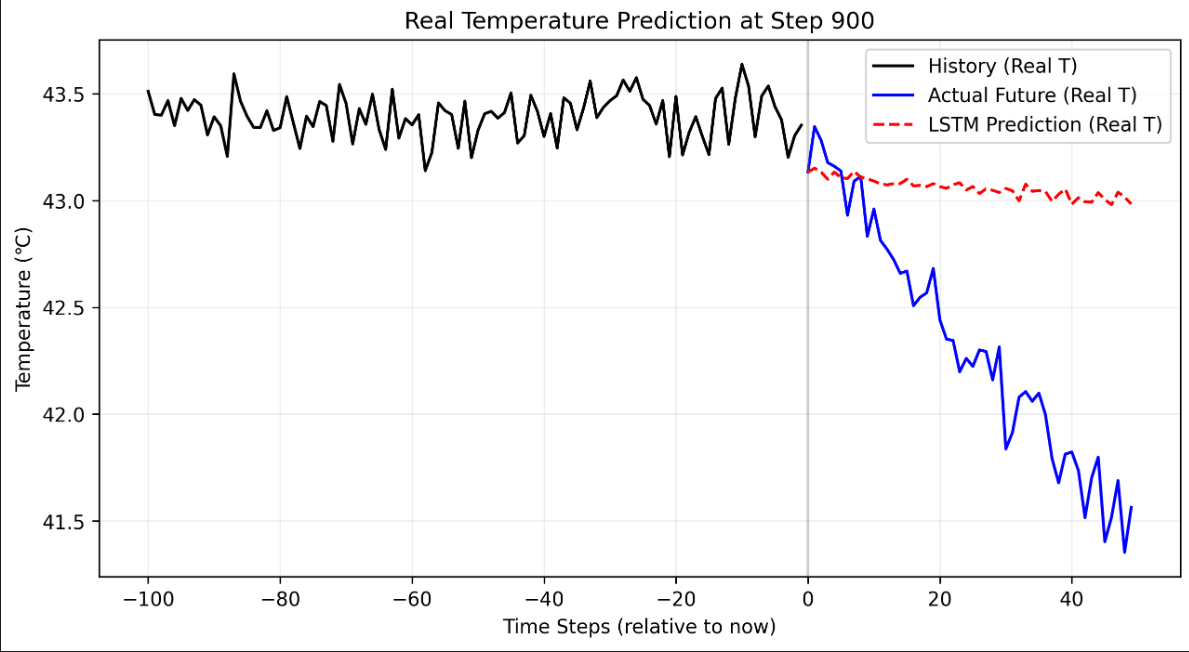 Real Temperature Prediction at Step 900
History (Real T)
Actual Future (Real T)
LSTM Prediction (Real T)
Temperature (℃)
43.5
43.0
42.5
42.0
41.5
−100 −80 −60 −40 −20 0 20 40
Time Steps (relative to now)